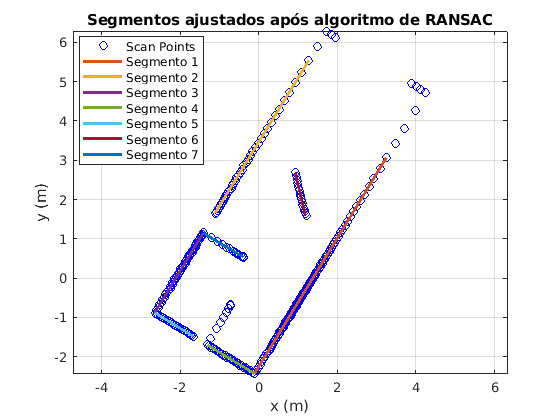 Segmentos ajustados após algoritmo de RANSAC
Scan Points
Segmento 1
Segmento 2
Segmento 3
Segmento 4
Segmento 5
Segmento 6
Segmento 7
6
5
4
3
2
1
0
-1
-2
y (m)
-4 -2 0 2 4 6
x (m)